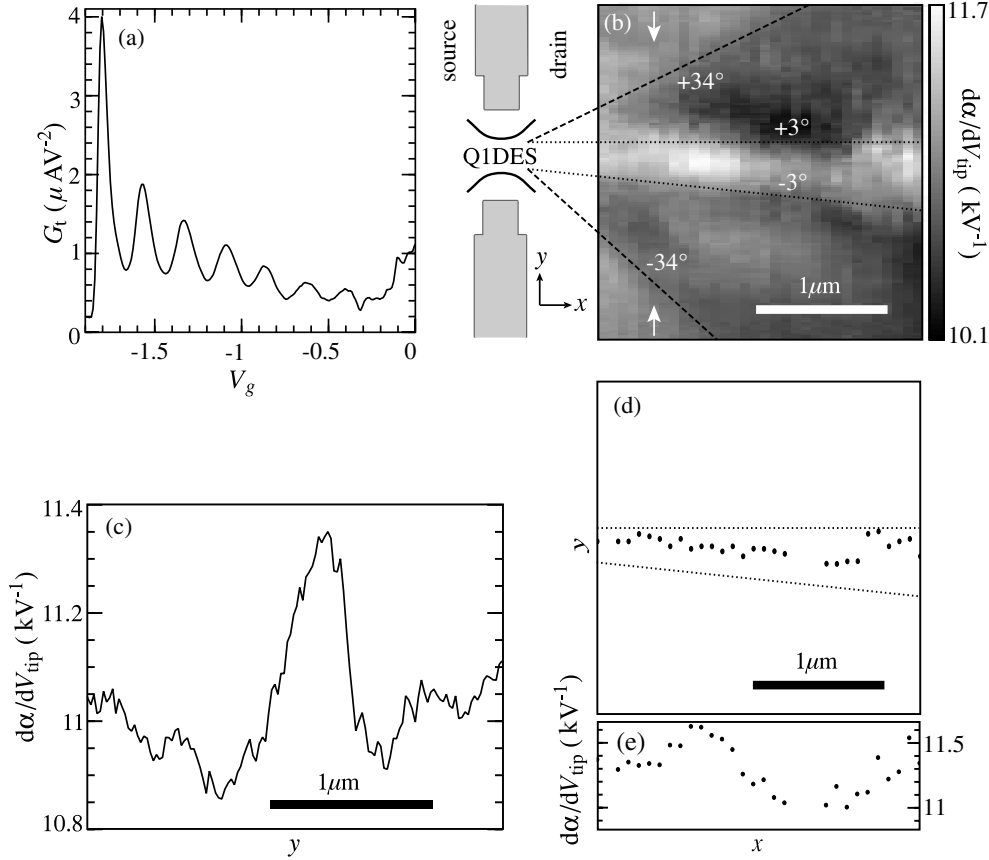 (a)
G_t ( μ AV^-2)
4
3
2
1
0
-1.5
-1
-0.5
0
V_g
source
drain
Q1DES
y
x
(b)
+34°
+3°
-3°
-34°
1μm
11.7
10.1
dα/dV_tip ( kV^-1)
(c)
dα/dV_tip ( kV^-1)
11.4
11.2
11
10.8
1μm
y
(d)
y
1μm
(e)
dα/dV_tip ( kV^-1)
11.5
11
x